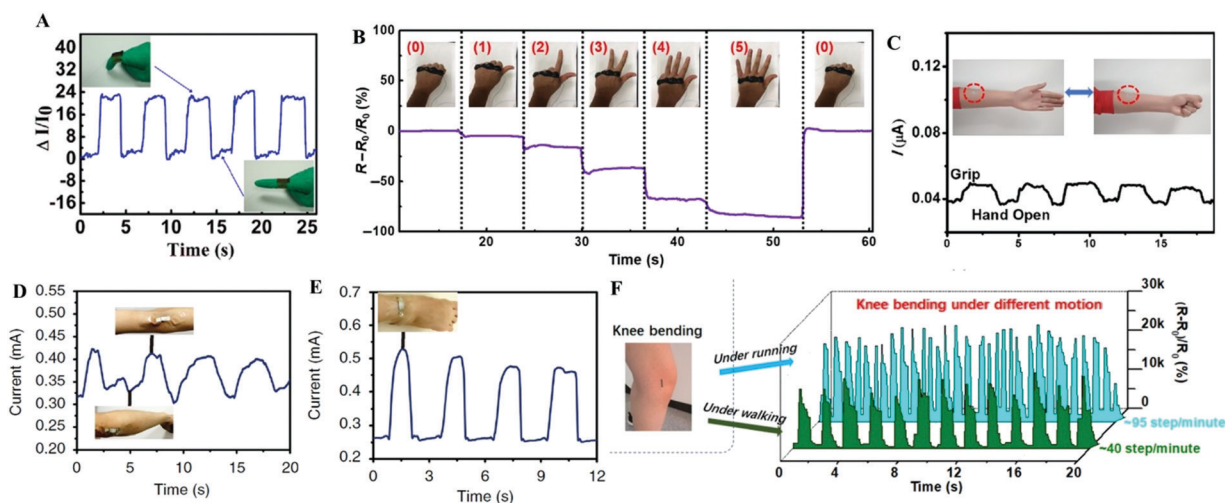 A
Δ I/I0
40
32
24
16
8
0
-8
-16
0 5 10 15 20 25
Time (s)
B
R−R0/R0 (%)
100
50
0
−50
−100
(0) (1) (2) (3) (4) (5) (0)
20 30 40 50 60
Time (s)
C
I (μA)
0.12
0.08
0.04
Grip
Hand Open
0 5 10 15
Time (s)
D
Current (mA)
0.55
0.50
0.45
0.40
0.35
0.30
0.25
0.20
0 5 10 15 20
Time (s)
E
Current (mA)
0.7
0.6
0.5
0.4
0.3
0.2
0 3 6 9 12
Time (s)
F
Knee bending
Under running
Under walking
Knee bending under different motion
30k
20k
10k
0
(R-R0)/R0 (%)
~95 step/minute
~40 step/minute
0 4 8 12 16 20
Time (s)